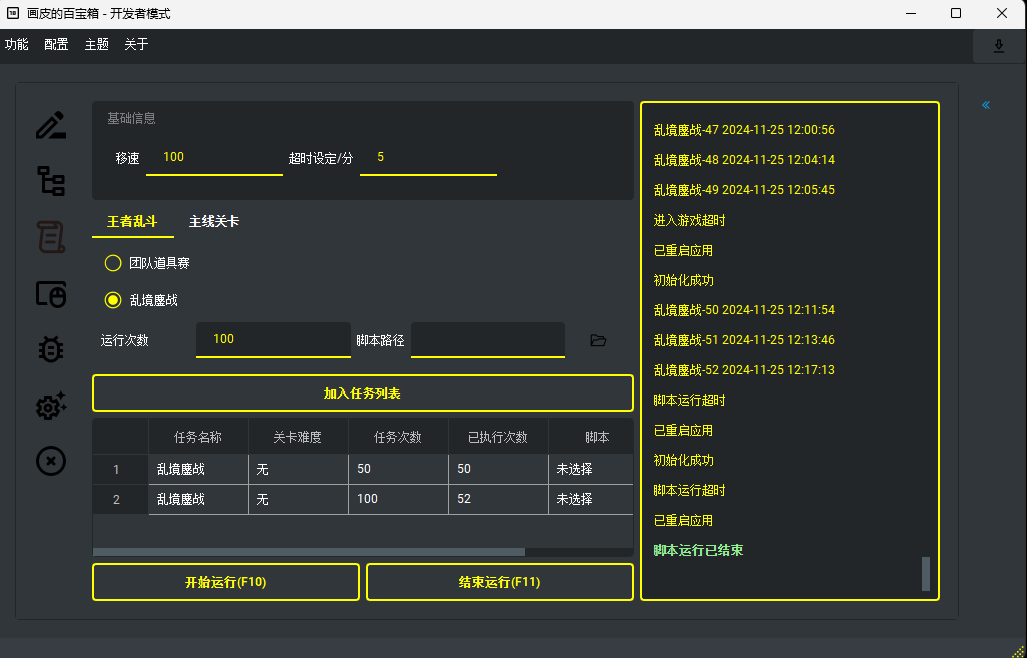 画皮的百宝箱 - 开发者模式
功能 配置 主题 关于
基础信息
移速 100 超时设定/分 5
王者乱斗 主线关卡
团队道具赛
乱境鏖战
运行次数 100 脚本路径
加入任务列表
任务名称 关卡难度 任务次数 已执行次数 脚本
1 乱境鏖战 无 50 50 未选择
2 乱境鏖战 无 100 52 未选择
开始运行(F10) 结束运行(F11)
乱境鏖战-47 2024-11-25 12:00:56
乱境鏖战-48 2024-11-25 12:04:14
乱境鏖战-49 2024-11-25 12:05:45
进入游戏超时
已重启应用
初始化成功
乱境鏖战-50 2024-11-25 12:11:54
乱境鏖战-51 2024-11-25 12:13:46
乱境鏖战-52 2024-11-25 12:17:13
脚本运行超时
已重启应用
初始化成功
脚本运行超时
已重启应用
脚本运行已结束